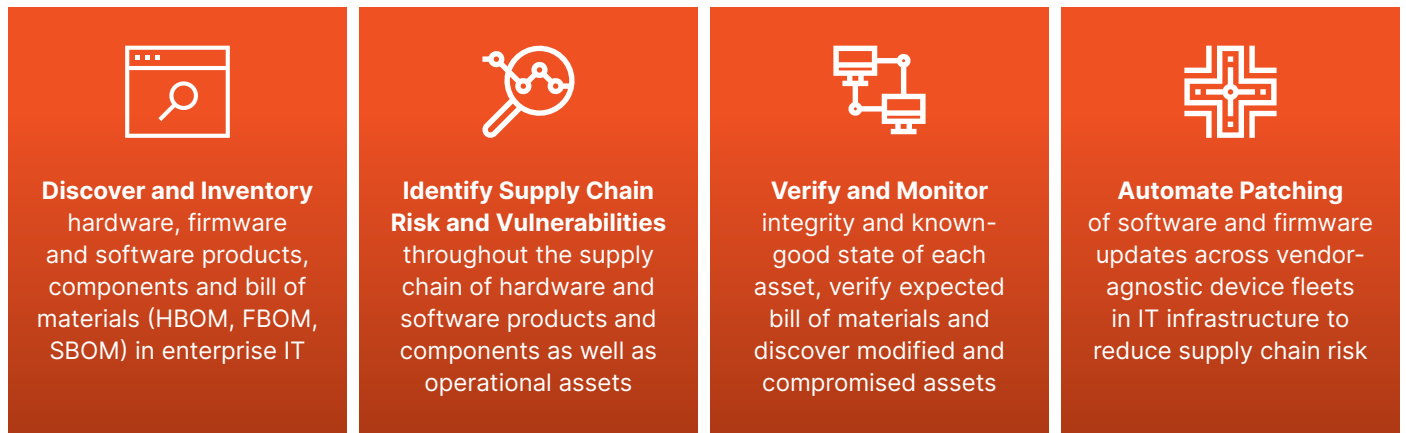 Discover and Inventory
hardware, firmware
and software products,
components and bill of
materials (HBOM, FBOM,
SBOM) in enterprise IT
Identify Supply Chain
Risk and Vulnerabilities
throughout the supply
chain of hardware and
software products and
components as well as
operational assets
Verify and Monitor
integrity and known-
good state of each
asset, verify expected
bill of materials and
discover modified and
compromised assets
Automate Patching
of software and firmware
updates across vendor-
agnostic device fleets
in IT infrastructure to
reduce supply chain risk